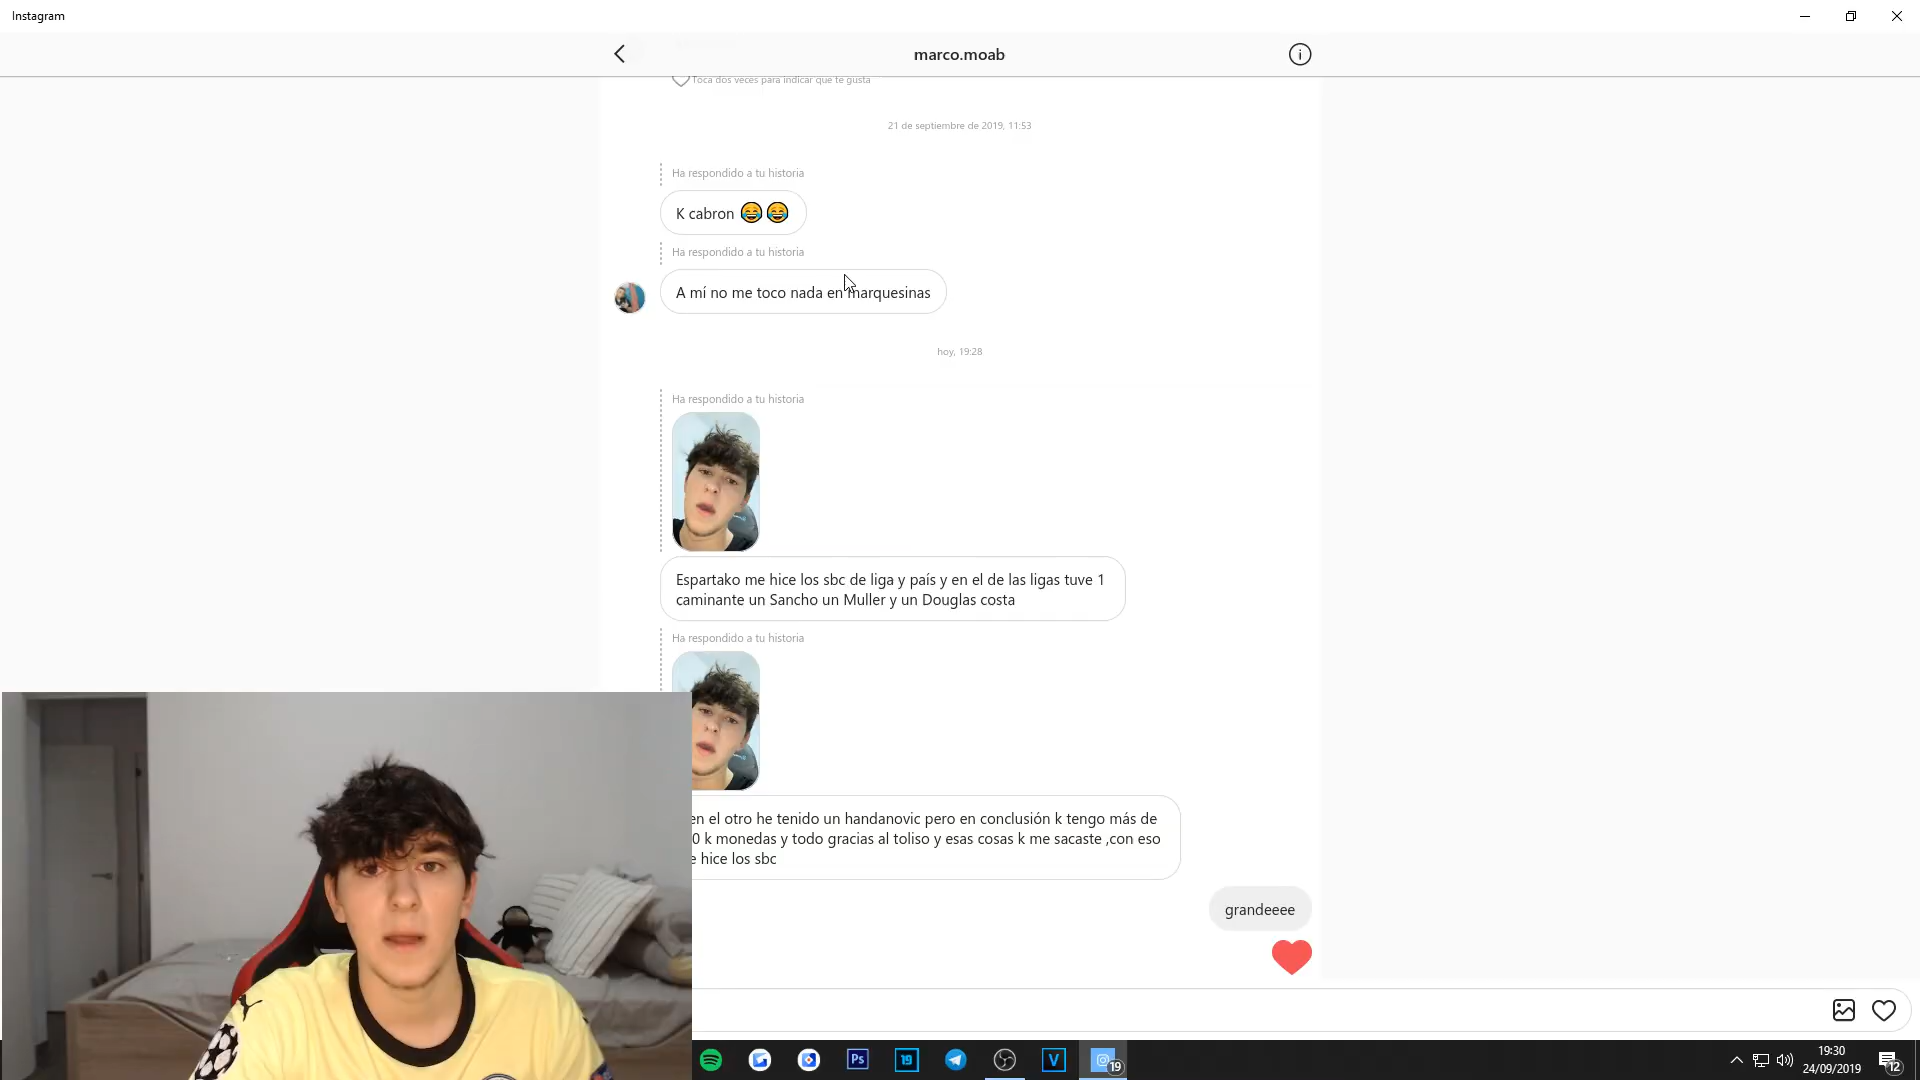 Instagram
marco.moab
Toca dos veces para indicar que te gusta
21 de septiembre de 2019, 11:53
Ha respondido a tu historia
K cabron 😂😂
Ha respondido a tu historia
A mí no me toco nada en marquesinas
hoy, 19:28
Ha respondido a tu historia
Espartako me hice los sbc de liga y país y en el de las ligas tuve 1
caminante un Sancho un Muller y un Douglas costa
Ha respondido a tu historia
en el otro he tenido un handanovic pero en conclusión k tengo más de
0 k monedas y todo gracias al toliso y esas cosas k me sacaste ,con eso
e hice los sbc
grandeeee
Ps
19
V
19
19:30
24/09/2019
12